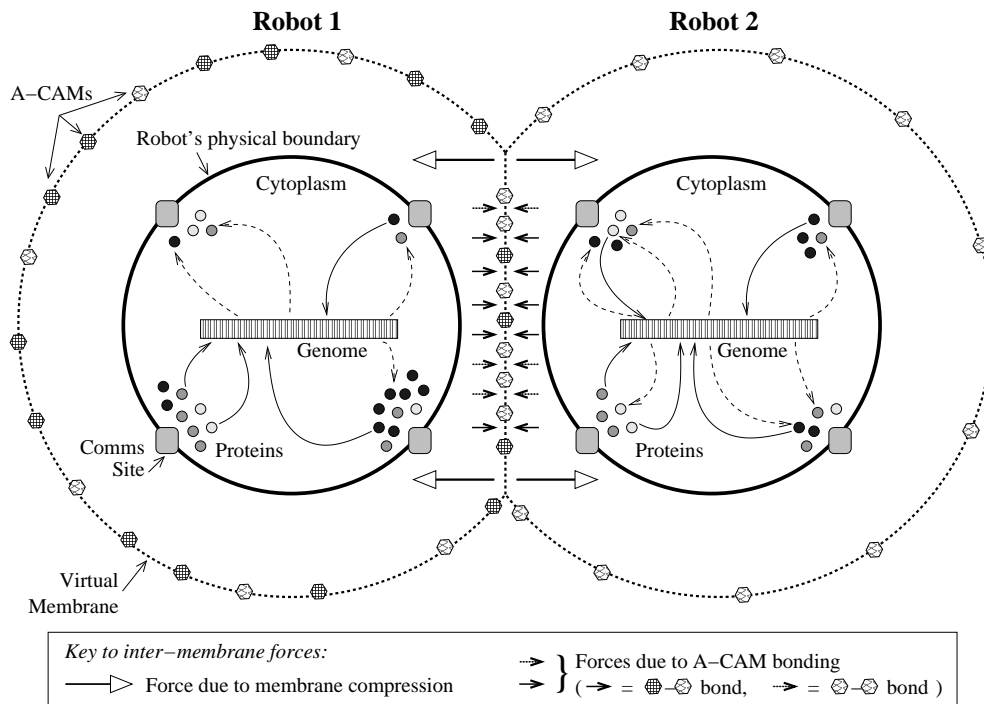 Robot 1
Robot 2
A−CAMs
Robot's physical boundary
Cytoplasm
Cytoplasm
Genome
Genome
Comms
Site
Proteins
Proteins
Virtual
Membrane
Key to inter−membrane forces:
Force due to membrane compression
} Forces due to A−CAM bonding
( = – bond, = – bond )